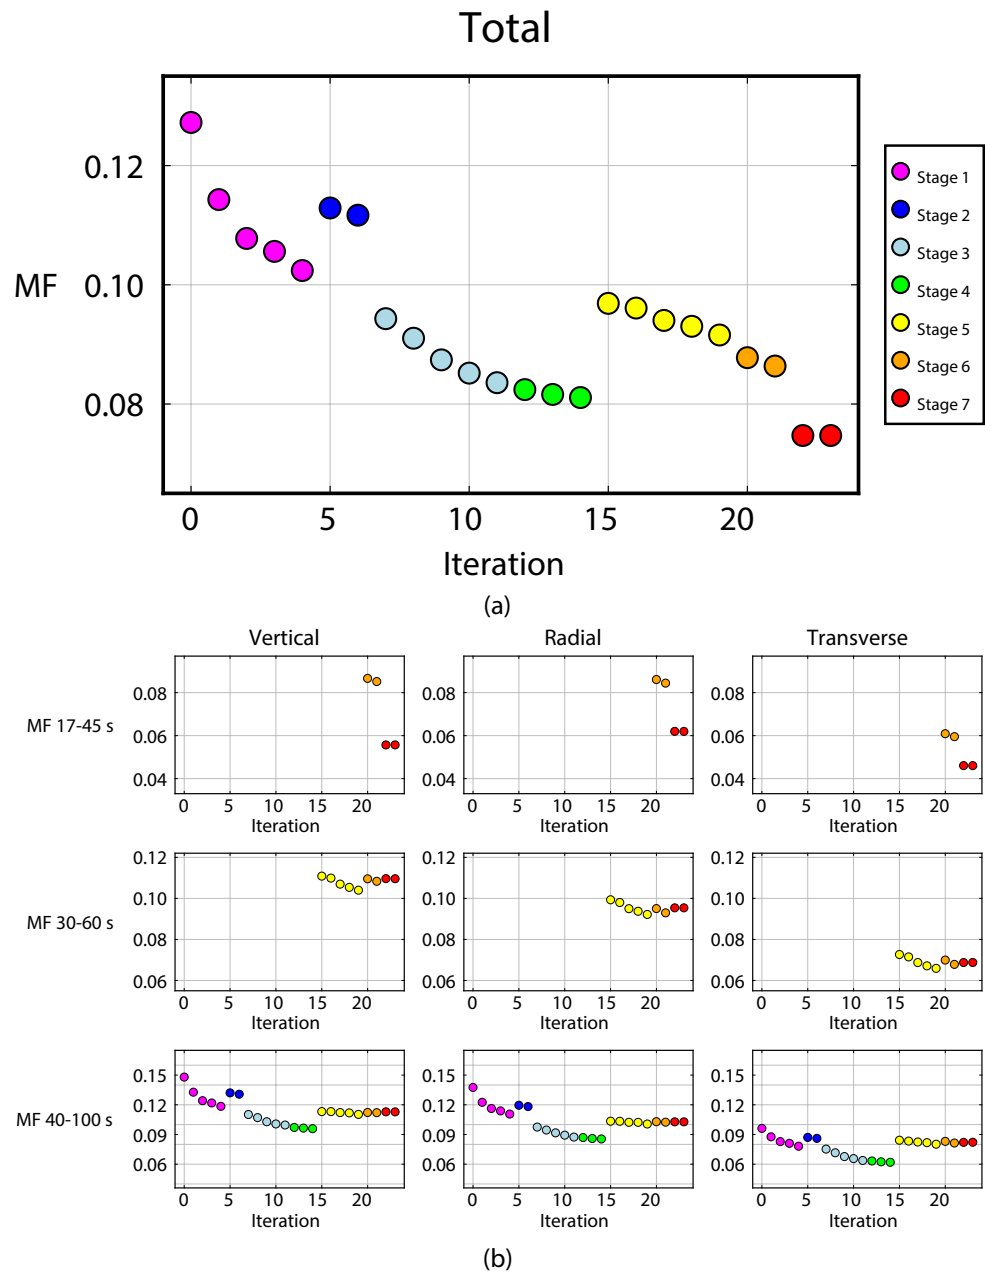 Total
0.12
MF 0.10
0.08
0 5 10 15 20
Iteration
Stage 1
Stage 2
Stage 3
Stage 4
Stage 5
Stage 6
Stage 7
(a)
Vertical Radial Transverse
MF 17-45 s
0.08
0.06
0.04
0 5 10 15 20
Iteration
0.08
0.06
0.04
0 5 10 15 20
Iteration
0.08
0.06
0.04
0 5 10 15 20
Iteration
MF 30-60 s
0.12
0.10
0.08
0.06
0 5 10 15 20
Iteration
0.12
0.10
0.08
0.06
0 5 10 15 20
Iteration
0.12
0.10
0.08
0.06
0 5 10 15 20
Iteration
MF 40-100 s
0.15
0.12
0.09
0.06
0 5 10 15 20
Iteration
0.15
0.12
0.09
0.06
0 5 10 15 20
Iteration
0.15
0.12
0.09
0.06
0 5 10 15 20
Iteration
(b)